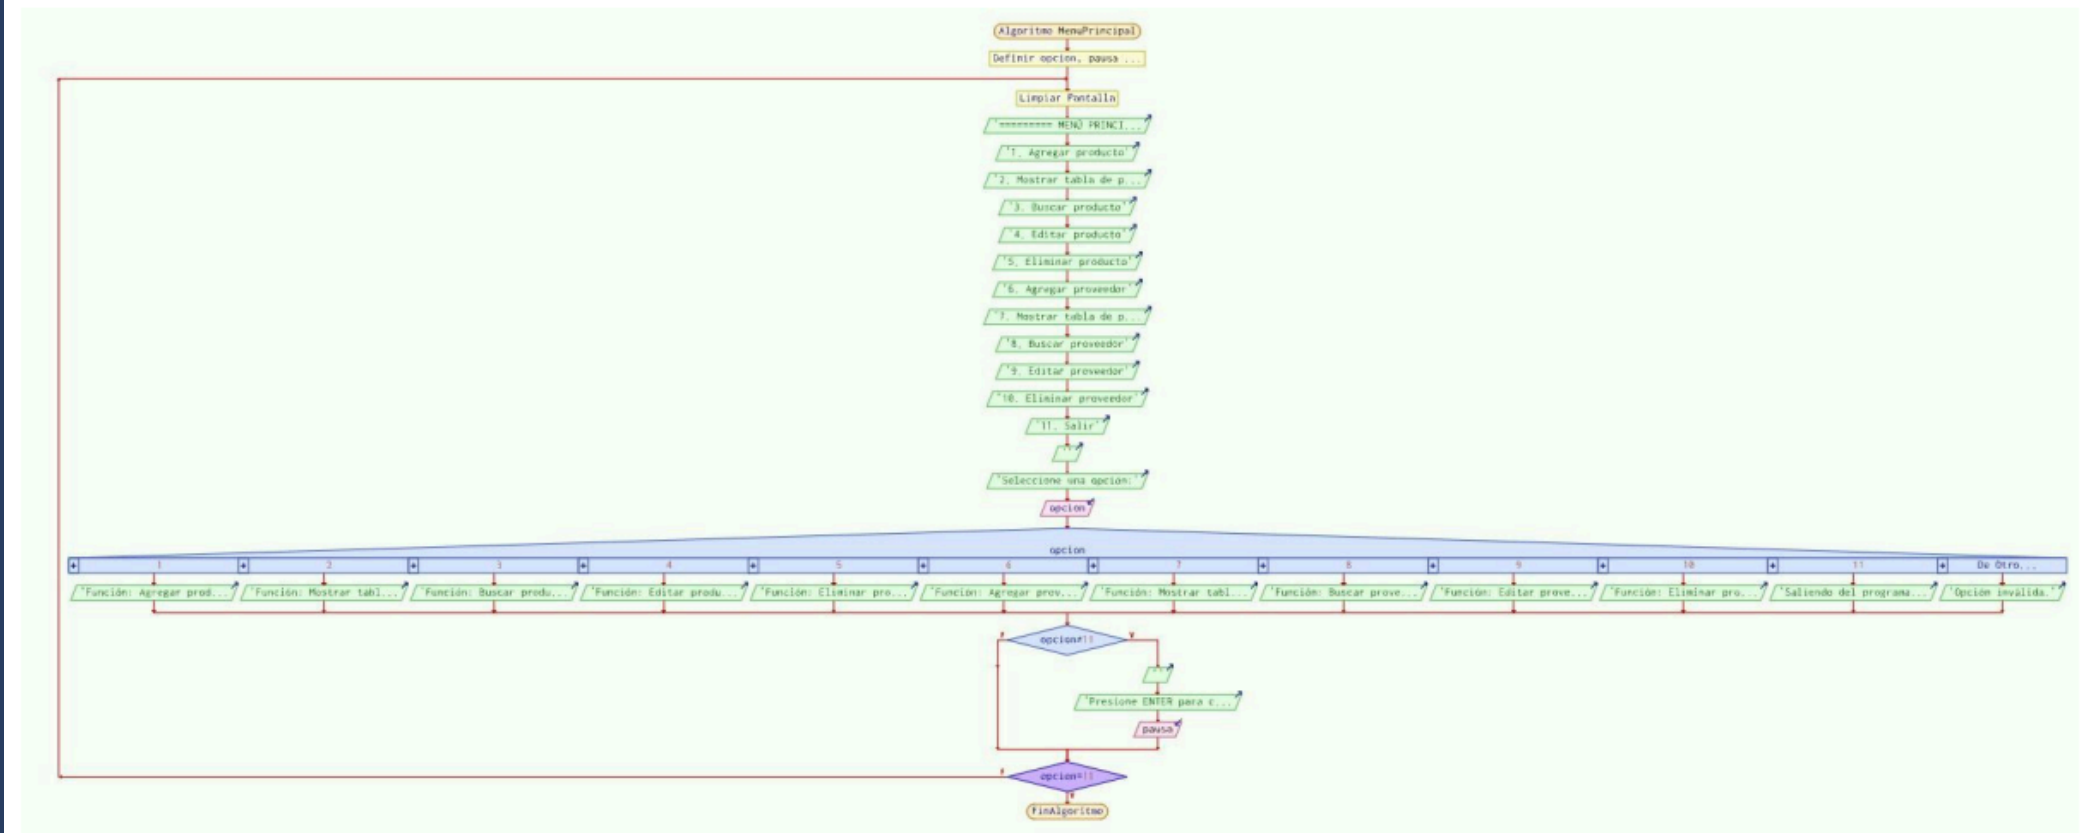 Algoritmo MenuPrincipal
Definir opcion, pausa ...
Limpiar Pantalla
'========= MENÚ PRINCI...
'1. Agregar producto'
'2. Mostrar tabla de p...
'3. Buscar producto'
'4. Editar producto'
'5. Eliminar producto'
'6. Agregar proveedor'
'7. Mostrar tabla de p...
'8. Buscar proveedor'
'9. Editar proveedor'
'10. Eliminar proveedor'
'11. Salir'
' '
'Seleccione una opcion:'
opcion
opcion
1 2 3 4 5 6 7 8 9 10 11 De Otro...
'Función: Agregar prod... 'Función: Mostrar tabl... 'Función: Buscar produ... 'Función: Editar produ... 'Función: Eliminar pro... 'Función: Agregar prov... 'Función: Mostrar tabl... 'Función: Buscar prove... 'Función: Editar prove... 'Función: Eliminar pro... 'Saliendo del programa... 'Opción inválida.'
F opcion≠11 V
' '
'Presione ENTER para c...
pausa
F opcion=11
V
FinAlgoritmo